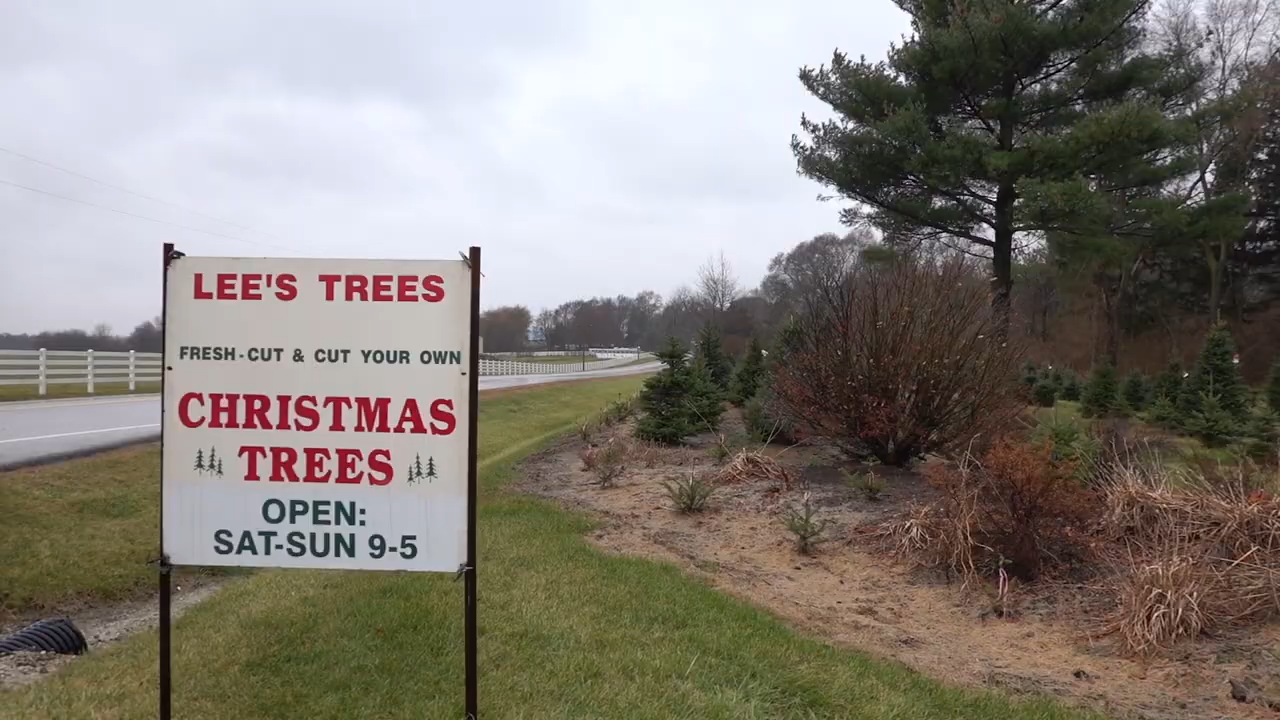 LEE'S TREES
FRESH-CUT & CUT YOUR OWN
CHRISTMAS
TREES
OPEN:
SAT-SUN 9-5